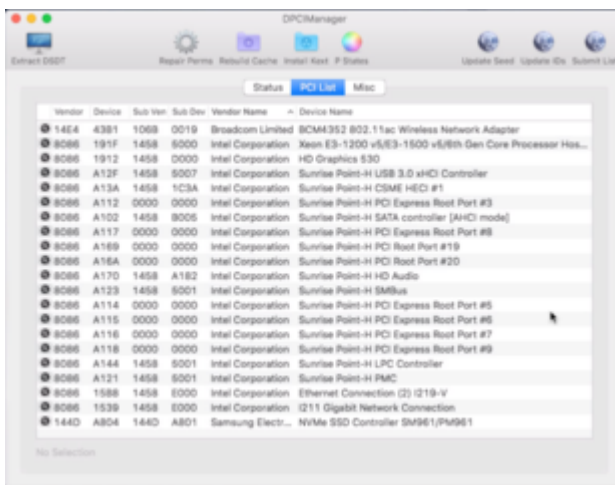 DPCIManager
Extract DSDT Repair Perms Rebuild Cache Install Kext P States Update Seed Update IDs Submit List
Status PCI List Misc
Vendor Device Sub Ven Sub Dev Vendor Name Device Name
14E4 43B1 106B 0019 Broadcom Limited BCM4352 802.11ac Wireless Network Adapter
8086 191F 1458 5000 Intel Corporation Xeon E3-1200 v5/E3-1500 v5/6th Gen Core Processor Hos...
8086 1912 1458 D000 Intel Corporation HD Graphics 530
8086 A12F 1458 5007 Intel Corporation Sunrise Point-H USB 3.0 xHCI Controller
8086 A13A 1458 1C3A Intel Corporation Sunrise Point-H CSME HECI #1
8086 A112 0000 0000 Intel Corporation Sunrise Point-H PCI Express Root Port #3
8086 A102 1458 B005 Intel Corporation Sunrise Point-H SATA controller [AHCI mode]
8086 A117 0000 0000 Intel Corporation Sunrise Point-H PCI Express Root Port #8
8086 A169 0000 0000 Intel Corporation Sunrise Point-H PCI Root Port #19
8086 A16A 0000 0000 Intel Corporation Sunrise Point-H PCI Root Port #20
8086 A170 1458 A182 Intel Corporation Sunrise Point-H HD Audio
8086 A123 1458 5001 Intel Corporation Sunrise Point-H SMBus
8086 A114 0000 0000 Intel Corporation Sunrise Point-H PCI Express Root Port #5
8086 A115 0000 0000 Intel Corporation Sunrise Point-H PCI Express Root Port #6
8086 A116 0000 0000 Intel Corporation Sunrise Point-H PCI Express Root Port #7
8086 A118 0000 0000 Intel Corporation Sunrise Point-H PCI Express Root Port #9
8086 A144 1458 5001 Intel Corporation Sunrise Point-H LPC Controller
8086 A121 1458 5001 Intel Corporation Sunrise Point-H PMC
8086 15B8 1458 E000 Intel Corporation Ethernet Connection (2) I219-V
8086 1539 1458 E000 Intel Corporation I211 Gigabit Network Connection
144D A804 144D A801 Samsung Electr... NVMe SSD Controller SM961/PM961
No Selection